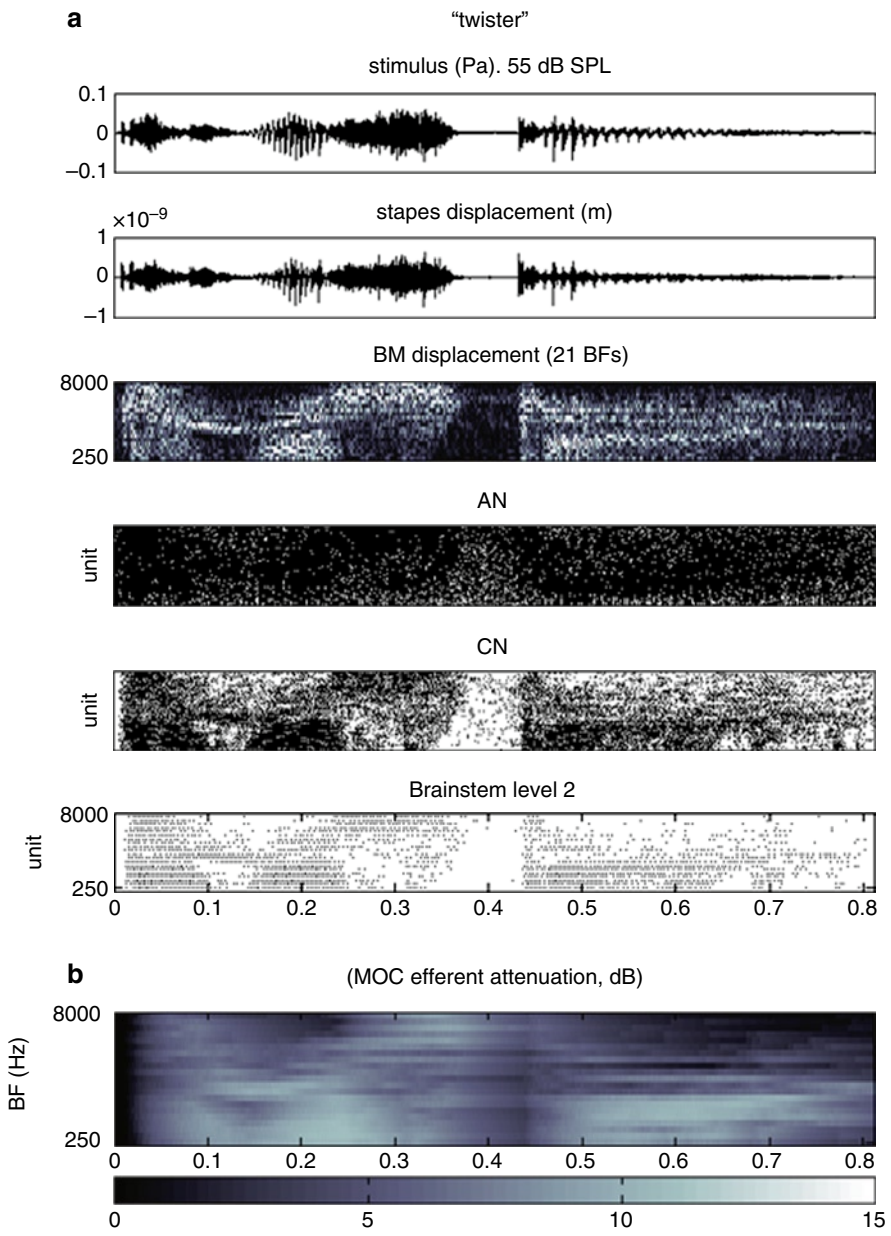 a
“twister”
stimulus (Pa). 55 dB SPL
0.1
0
–0.1
×10–9
stapes displacement (m)
1
0
–1
BM displacement (21 BFs)
8000
250
AN
unit
CN
unit
Brainstem level 2
8000
unit
250
0 0.1 0.2 0.3 0.4 0.5 0.6 0.7 0.8
b
(MOC efferent attenuation, dB)
8000
BF (Hz)
250
0 0.1 0.2 0.3 0.4 0.5 0.6 0.7 0.8
0 5 10 15